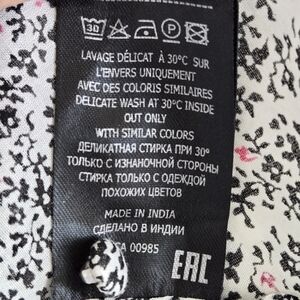 30 P
LAVAGE DÉLICAT À 30°C SUR
L'ENVERS UNIQUEMENT
AVEC DES COLORIS SIMILAIRES
DELICATE WASH AT 30°C INSIDE
OUT ONLY
WITH SIMILAR COLORS
ДЕЛИКАТНАЯ СТИРКА ПРИ 30°
ТОЛЬКО С ИЗНАНОЧНОЙ СТОРОНЫ
СТИРКА ТОЛЬКО С ОДЕЖДОЙ
ПОХОЖИХ ЦВЕТОВ
MADE IN INDIA
СДЕЛАНО В ИНДИИ
00985
EAC